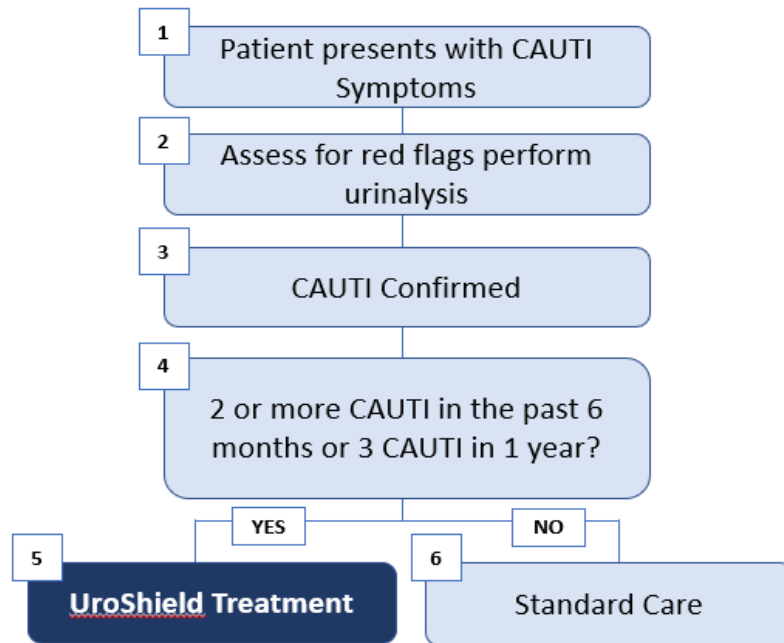 1
Patient presents with CAUTI
Symptoms
2
Assess for red flags perform
urinalysis
3
CAUTI Confirmed
4
2 or more CAUTI in the past 6
months or 3 CAUTI in 1 year?
YES
NO
5
UroShield Treatment
6
Standard Care